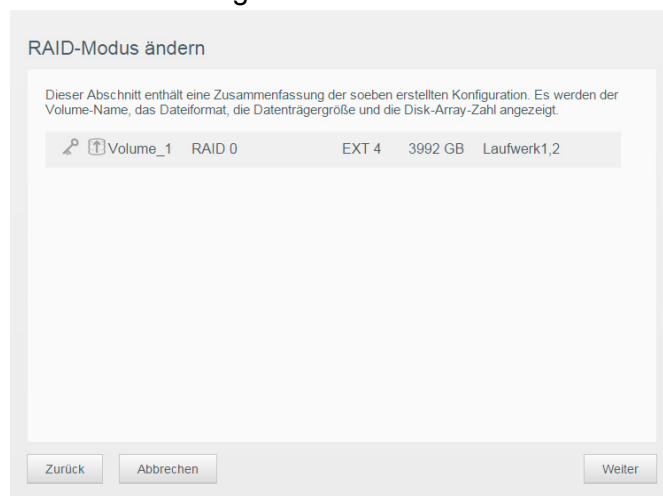 RAID-Modus ändern
Dieser Abschnitt enthält eine Zusammenfassung der soeben erstellten Konfiguration. Es werden der
Volume-Name, das Dateiformat, die Datenträgergröße und die Disk-Array-Zahl angezeigt.
Volume_1 RAID 0 EXT 4 3992 GB Laufwerk1,2
Zurück Abbrechen Weiter